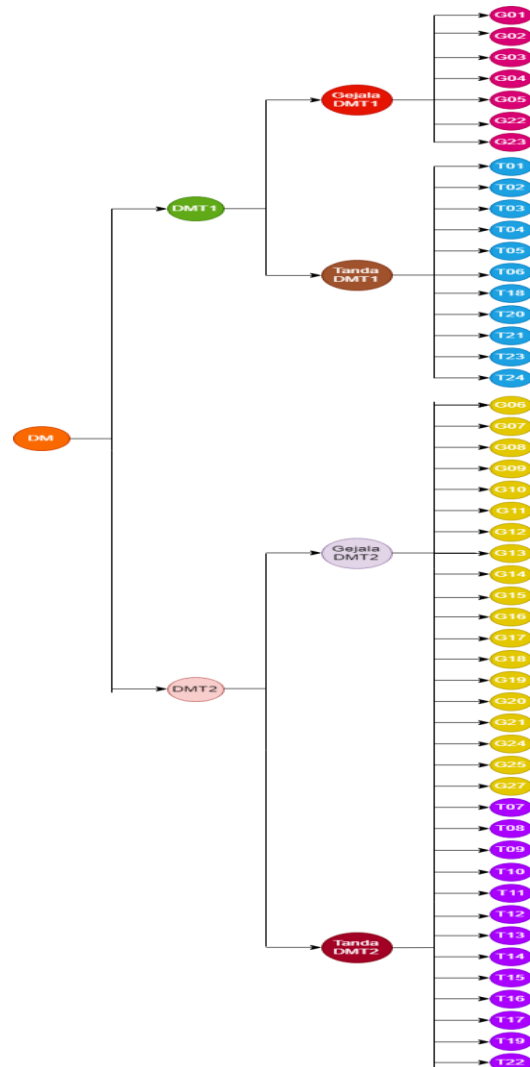 G01
G02
G03
G04
Gejala
DMT1
G05
G22
G23
T01
T02
DMT1
T03
T04
T05
Tanda
DMT1
T06
T18
T20
T21
T23
T24
G06
G07
DM
G08
G09
G10
G11
G12
Gejala
DMT2
G13
G14
G15
G16
G17
G18
G19
DMT2
G20
G21
G24
G25
G27
T07
T08
T09
T10
T11
T12
T13
Tanda
DMT2
T14
T15
T16
T17
T19
T22